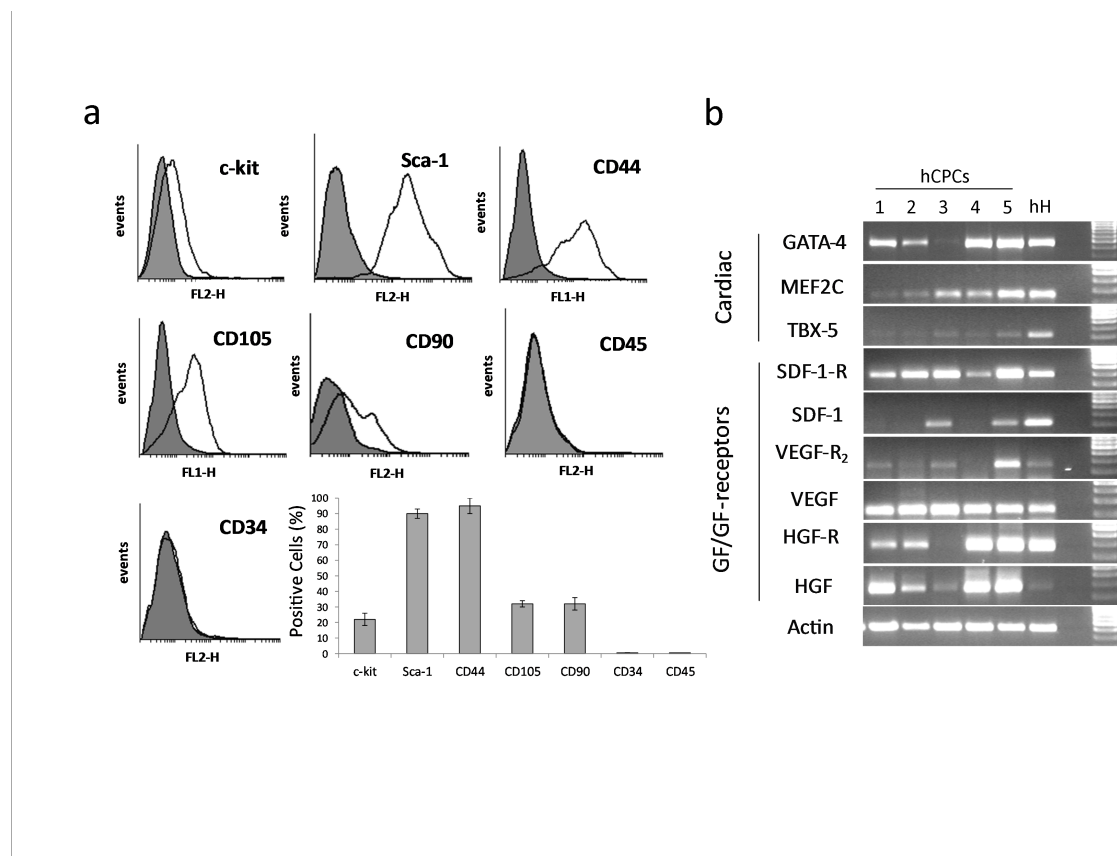 a
b
c-kit
events
FL2-H
Sca-1
events
FL2-H
CD44
events
FL1-H
CD105
events
FL1-H
CD90
events
FL2-H
CD45
events
FL2-H
CD34
events
FL2-H
Positive Cells (%)
100
90
80
70
60
50
40
30
20
10
0
c-kit Sca-1 CD44 CD105 CD90 CD34 CD45
hCPCs
1 2 3 4 5 hH
Cardiac
GATA-4
MEF2C
TBX-5
GF/GF-receptors
SDF-1-R
SDF-1
VEGF-R₂
VEGF
HGF-R
HGF
Actin